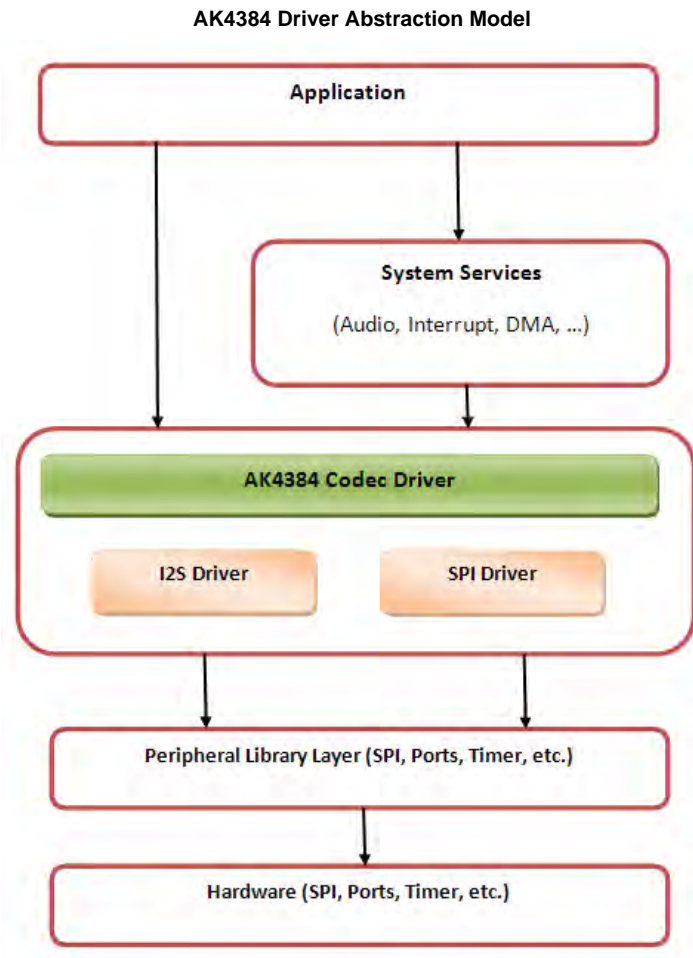 AK4384 Driver Abstraction Model
Application
System Services
(Audio, Interrupt, DMA, ...)
AK4384 Codec Driver
I2S Driver
SPI Driver
Peripheral Library Layer (SPI, Ports, Timer, etc.)
Hardware (SPI, Ports, Timer, etc.)